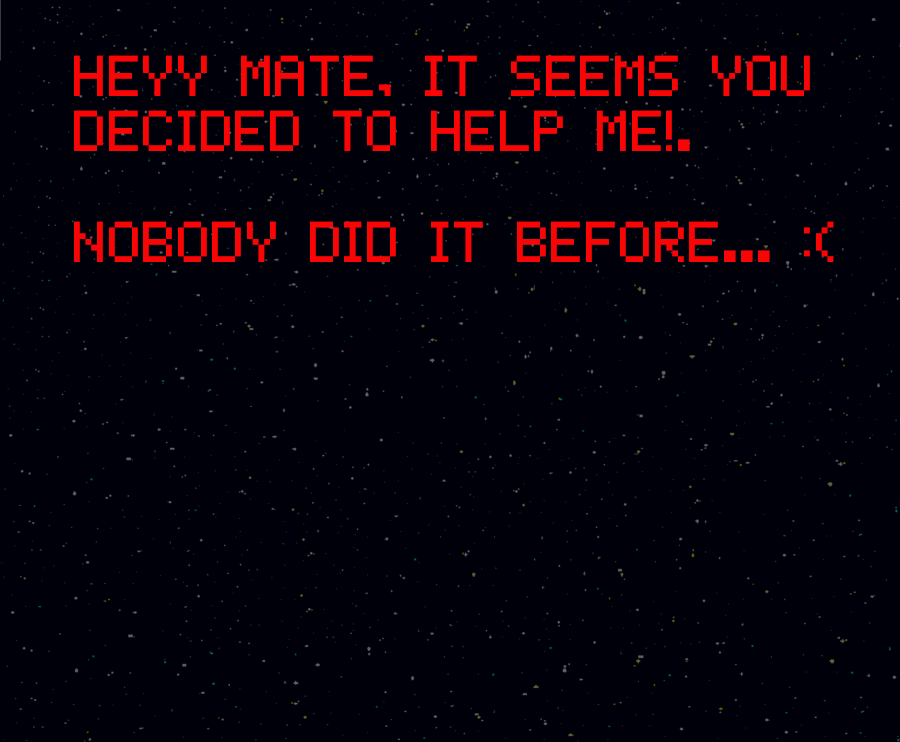 HEYY MATE, IT SEEMS YOU
DECIDED TO HELP ME!.
NOBODY DID IT BEFORE... :(